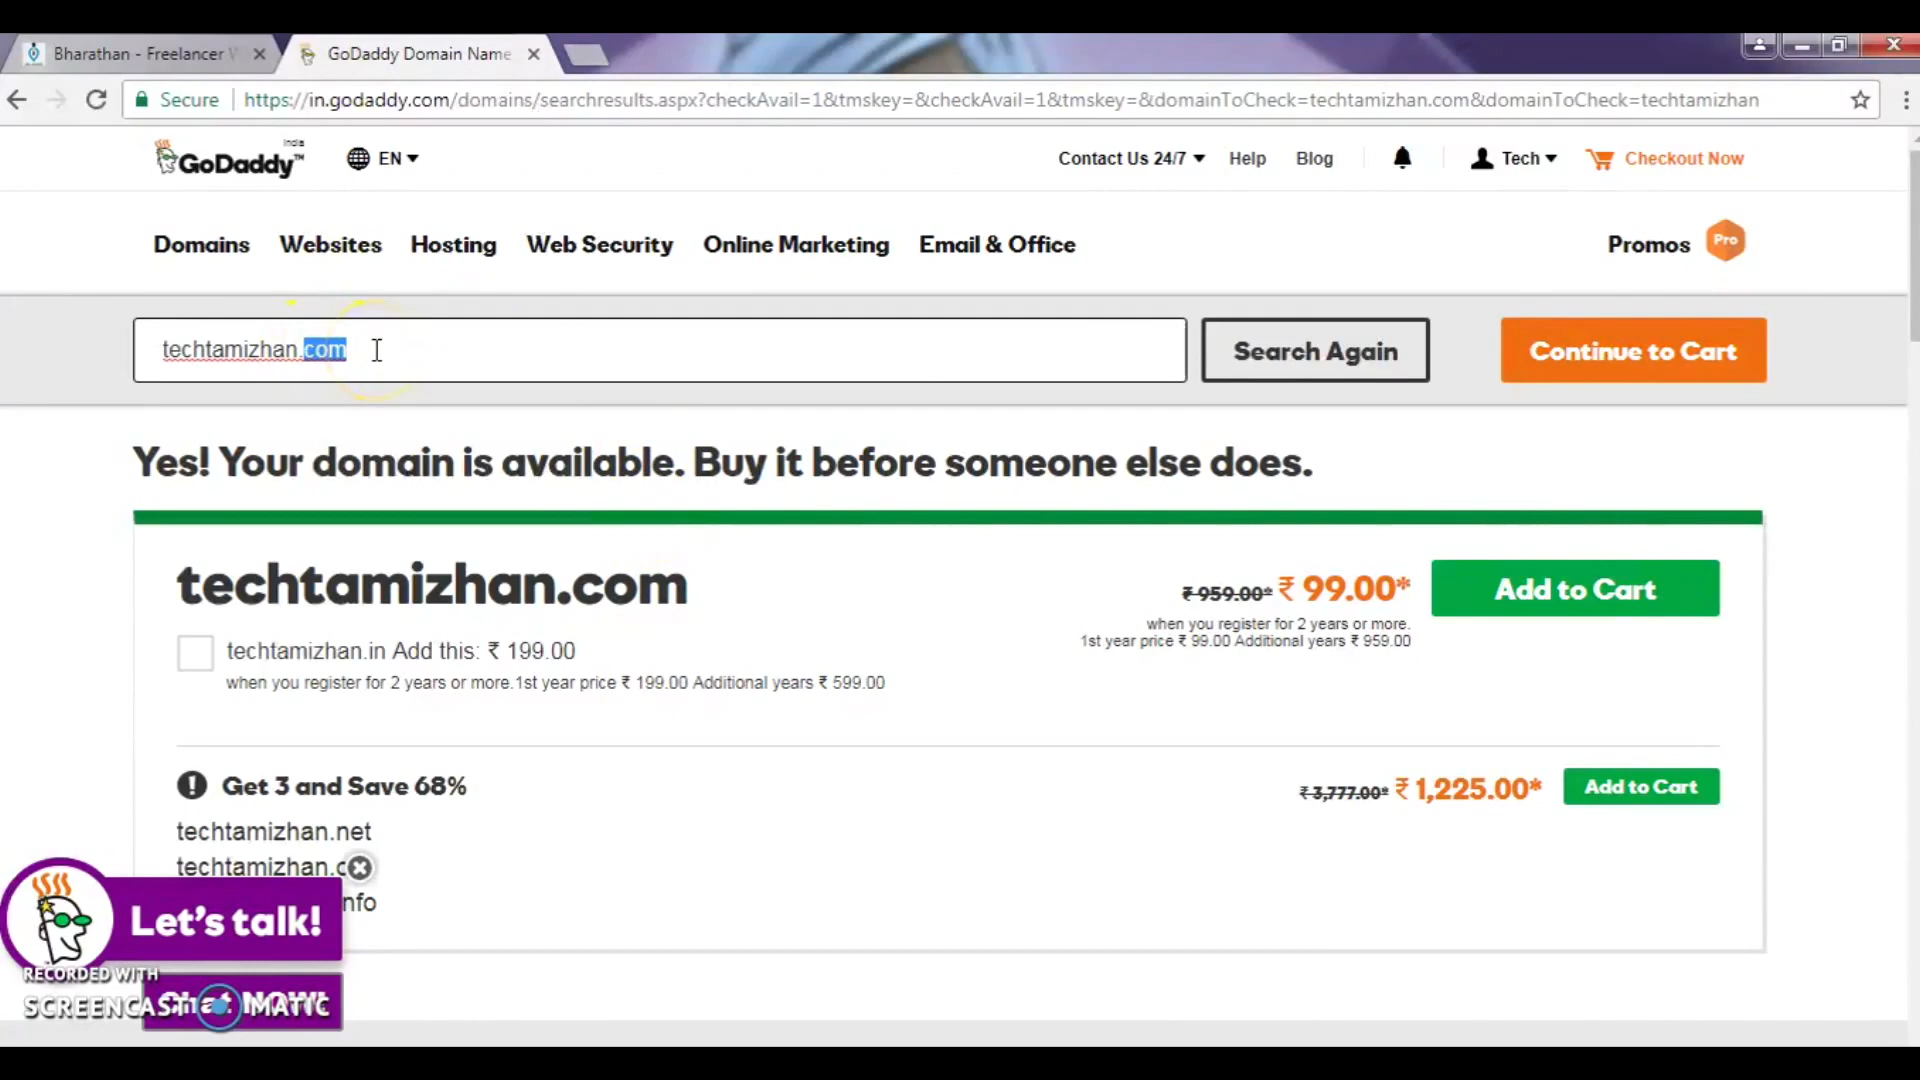 Bharathan - Freelancer
GoDaddy Domain Name
Secure
https://in.godaddy.com/domains/searchresults.aspx?checkAvail=1&tmskey=&checkAvail=1&tmskey=&domainToCheck=techtamizhan.com&domainToCheck=techtamizhan
India
GoDaddy™
EN
Contact Us 24/7
Help
Blog
Tech
Checkout Now
Domains
Websites
Hosting
Web Security
Online Marketing
Email & Office
Promos
Pro
techtamizhan.com
Search Again
Continue to Cart
Yes! Your domain is available. Buy it before someone else does.
techtamizhan.com
₹ 959.00* ₹ 99.00*
Add to Cart
when you register for 2 years or more.
1st year price ₹ 99.00 Additional years ₹ 959.00
techtamizhan.in Add this: ₹ 199.00
when you register for 2 years or more.1st year price ₹ 199.00 Additional years ₹ 599.00
Get 3 and Save 68%
₹ 3,777.00* ₹ 1,225.00*
Add to Cart
techtamizhan.net
techtamizhan.
nfo
Let's talk!
RECORDED WITH
SCREENCAST MATIC
Chat NOW!